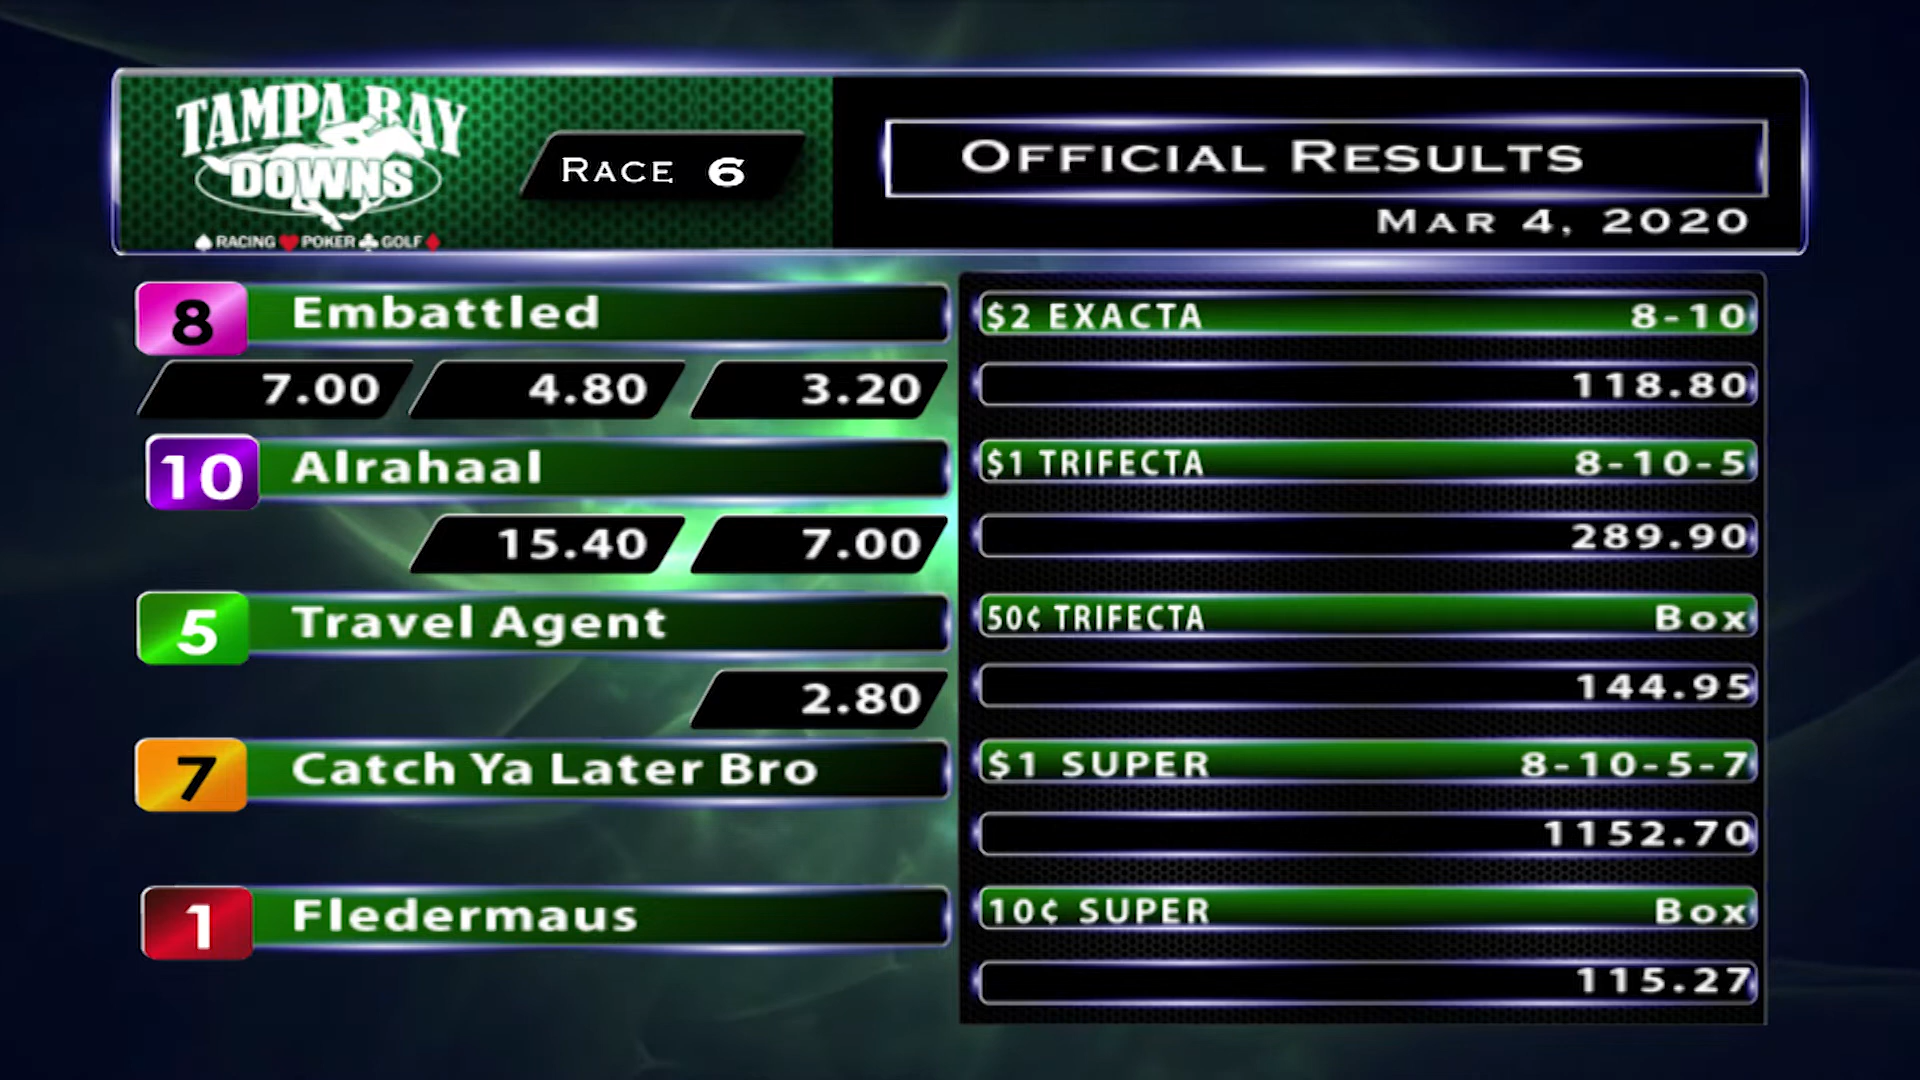 TAMPA BAY
DOWNS
RACING POKER GOLF
RACE 6
OFFICIAL RESULTS
MAR 4, 2020
8 Embattled
7.00 4.80 3.20
10 Alrahaal
15.40 7.00
5 Travel Agent
2.80
7 Catch Ya Later Bro
1 Fledermaus
$2 EXACTA 8-10
118.80
$1 TRIFECTA 8-10-5
289.90
50¢ TRIFECTA Box
144.95
$1 SUPER 8-10-5-7
1152.70
10¢ SUPER Box
115.27